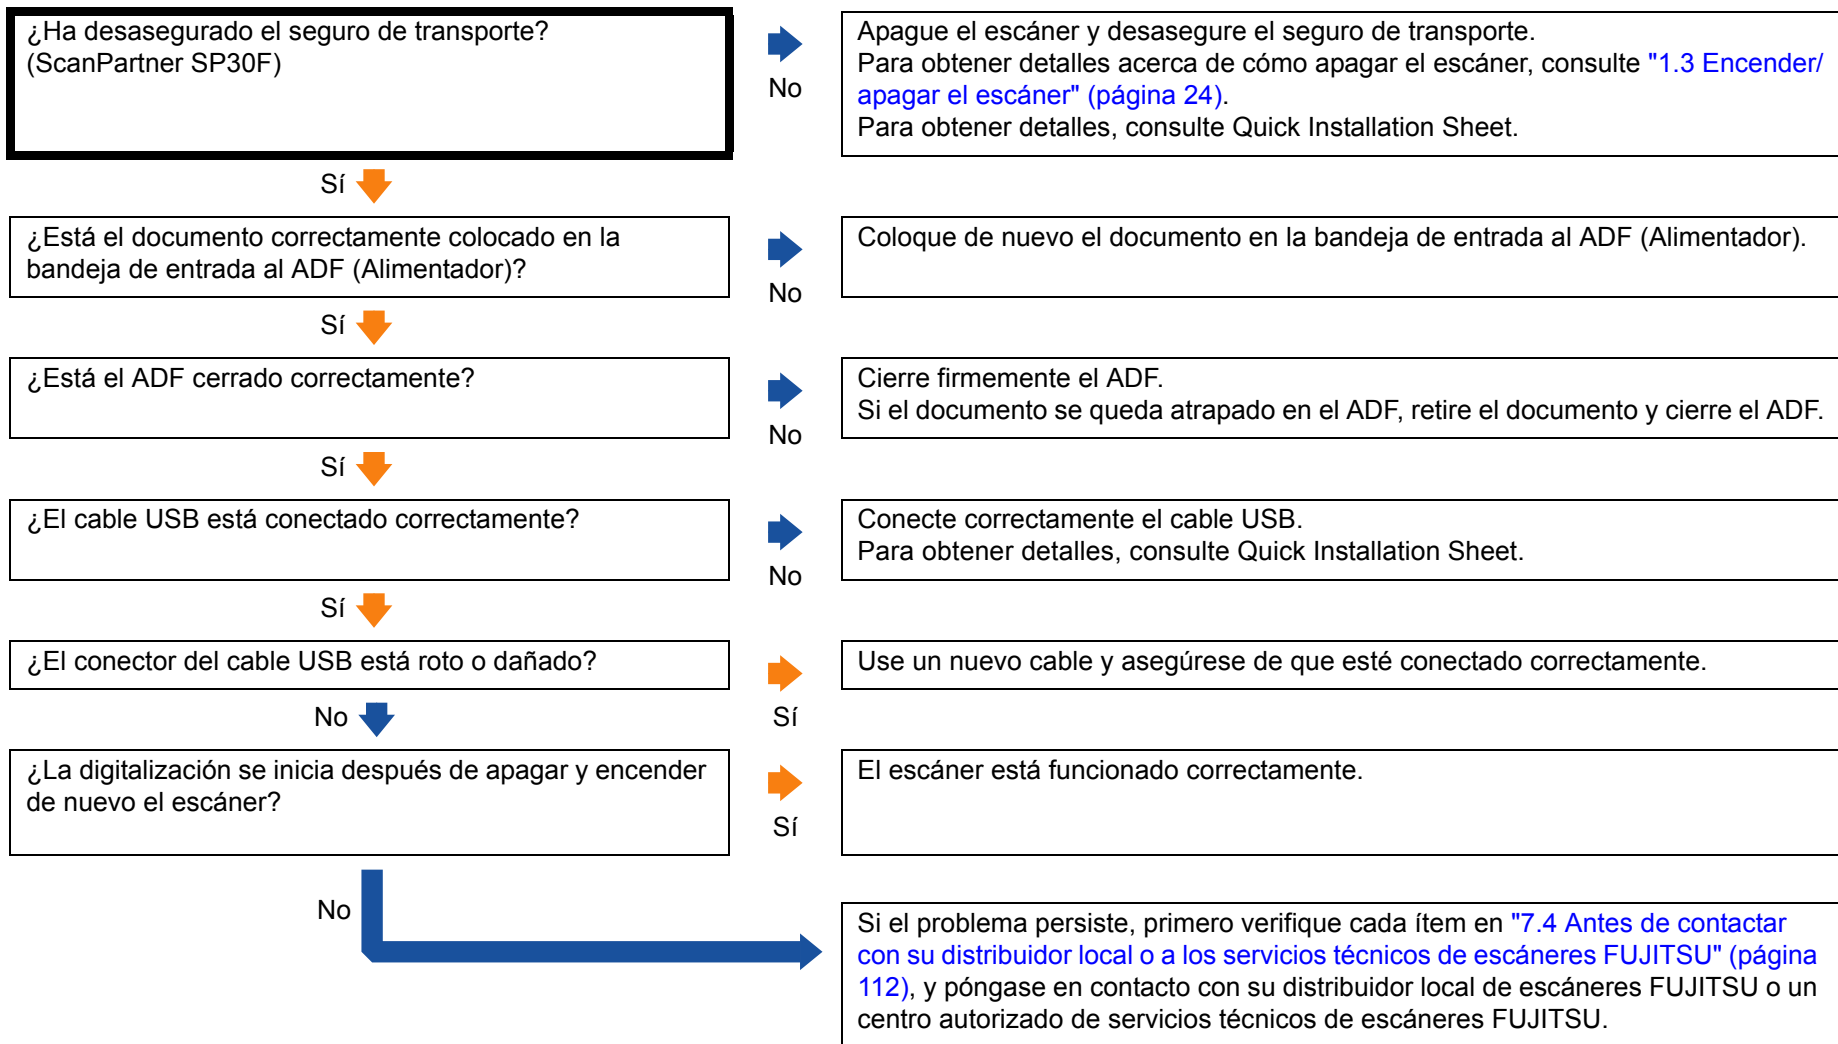 ¿Ha desasegurado el seguro de transporte?
(ScanPartner SP30F)
No
Apague el escáner y desasegure el seguro de transporte.
Para obtener detalles acerca de cómo apagar el escáner, consulte "1.3 Encender/
apagar el escáner" (página 24).
Para obtener detalles, consulte Quick Installation Sheet.
Sí
¿Está el documento correctamente colocado en la
bandeja de entrada al ADF (Alimentador)?
No
Coloque de nuevo el documento en la bandeja de entrada al ADF (Alimentador).
Sí
¿Está el ADF cerrado correctamente?
No
Cierre firmemente el ADF.
Si el documento se queda atrapado en el ADF, retire el documento y cierre el ADF.
Sí
¿El cable USB está conectado correctamente?
No
Conecte correctamente el cable USB.
Para obtener detalles, consulte Quick Installation Sheet.
Sí
¿El conector del cable USB está roto o dañado?
Sí
Use un nuevo cable y asegúrese de que esté conectado correctamente.
No
¿La digitalización se inicia después de apagar y encender
de nuevo el escáner?
Sí
El escáner está funcionado correctamente.
No
Si el problema persiste, primero verifique cada ítem en "7.4 Antes de contactar
con su distribuidor local o a los servicios técnicos de escáneres FUJITSU" (página
112), y póngase en contacto con su distribuidor local de escáneres FUJITSU o un
centro autorizado de servicios técnicos de escáneres FUJITSU.